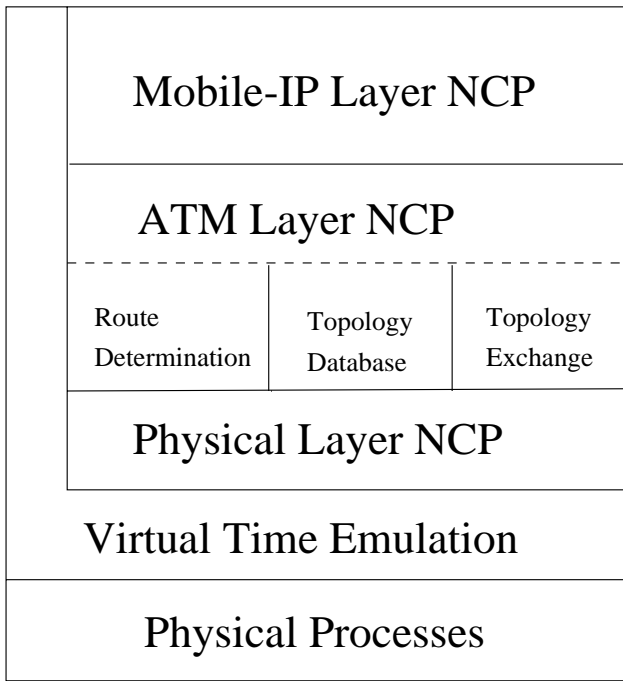 Mobile-IP Layer NCP
ATM Layer NCP
Route
Determination
Topology
Database
Topology
Exchange
Physical Layer NCP
Virtual Time Emulation
Physical Processes